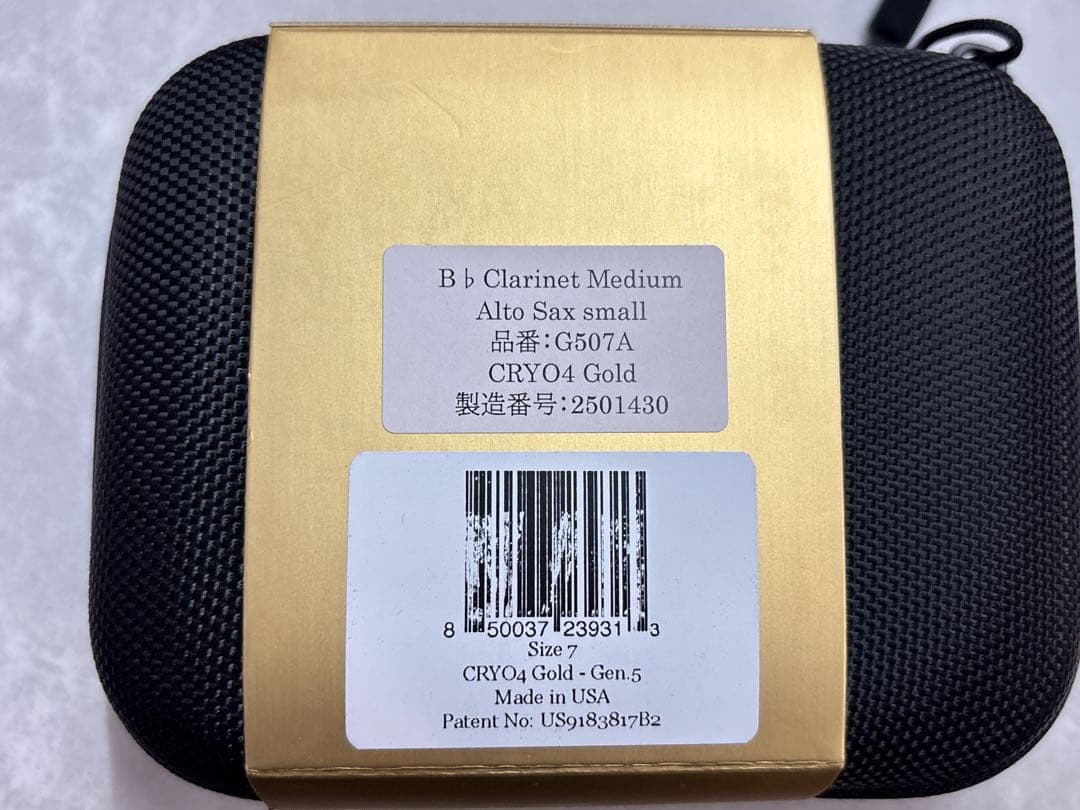 B♭Clarinet Medium
Alto Sax small
品番:G507A
CRYO4 Gold
製造番号:2501430
8 50037 23931 3
Size 7
CRYO4 Gold - Gen.5
Made in USA
Patent No: US9183817B2